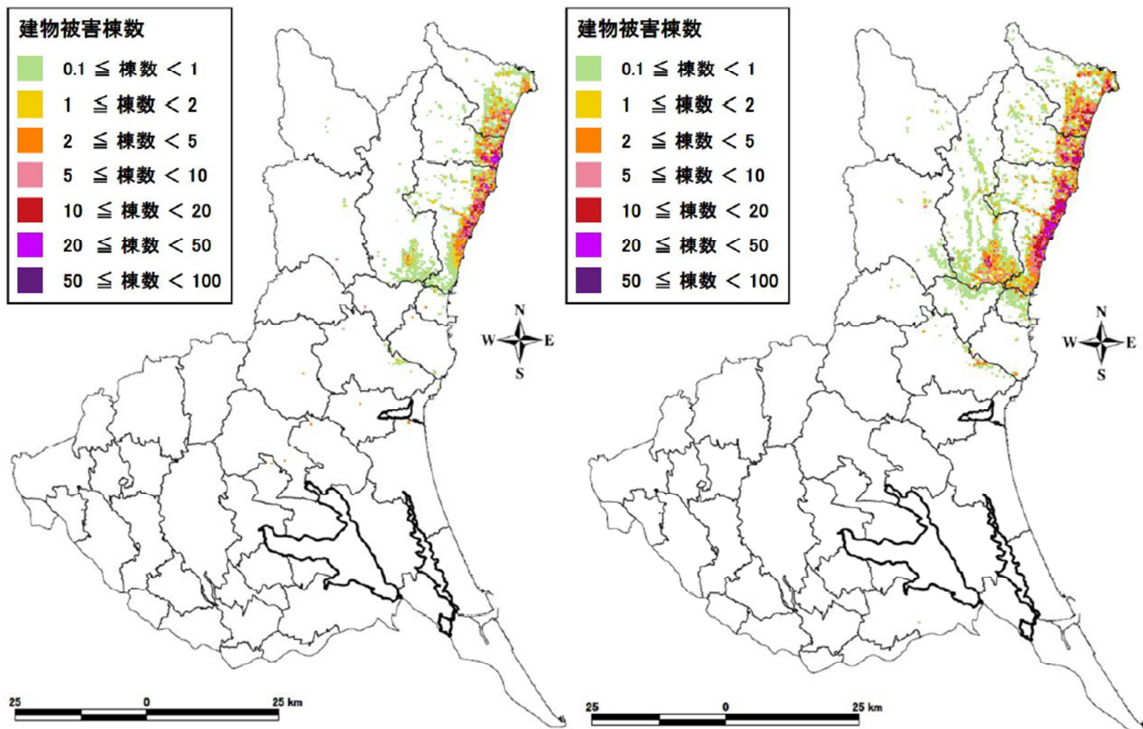 建物被害棟数
0.1 ≦ 棟数 < 1
1 ≦ 棟数 < 2
2 ≦ 棟数 < 5
5 ≦ 棟数 < 10
10 ≦ 棟数 < 20
20 ≦ 棟数 < 50
50 ≦ 棟数 < 100
N
W E
S
25 0 25 km
建物被害棟数
0.1 ≦ 棟数 < 1
1 ≦ 棟数 < 2
2 ≦ 棟数 < 5
5 ≦ 棟数 < 10
10 ≦ 棟数 < 20
20 ≦ 棟数 < 50
50 ≦ 棟数 < 100
N
W E
S
25 0 25 km